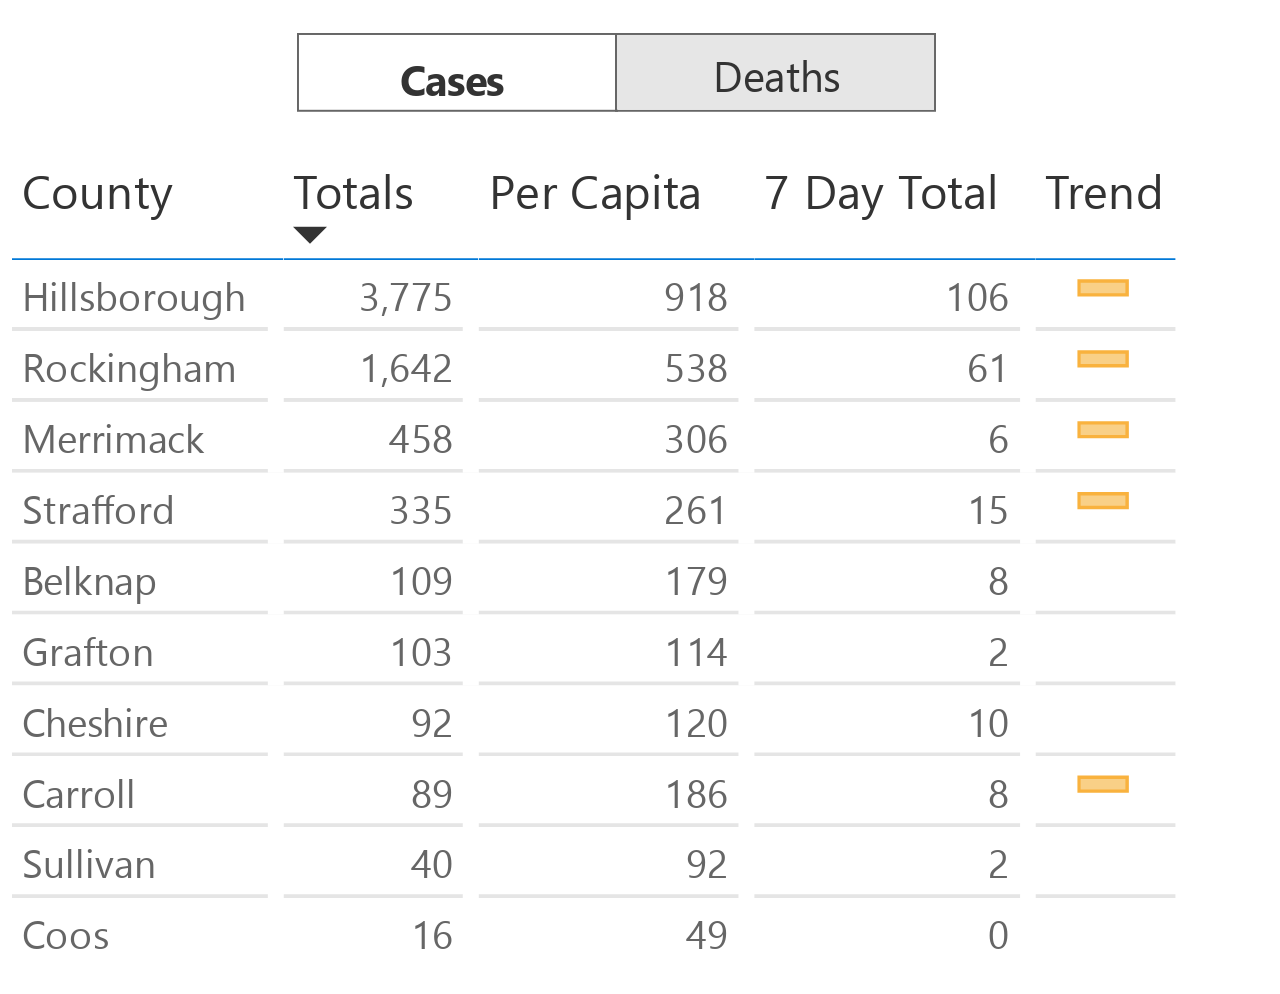 Cases Deaths
County Totals Per Capita 7 Day Total Trend
Hillsborough 3,775 918 106
Rockingham 1,642 538 61
Merrimack 458 306 6
Strafford 335 261 15
Belknap 109 179 8
Grafton 103 114 2
Cheshire 92 120 10
Carroll 89 186 8
Sullivan 40 92 2
Coos 16 49 0